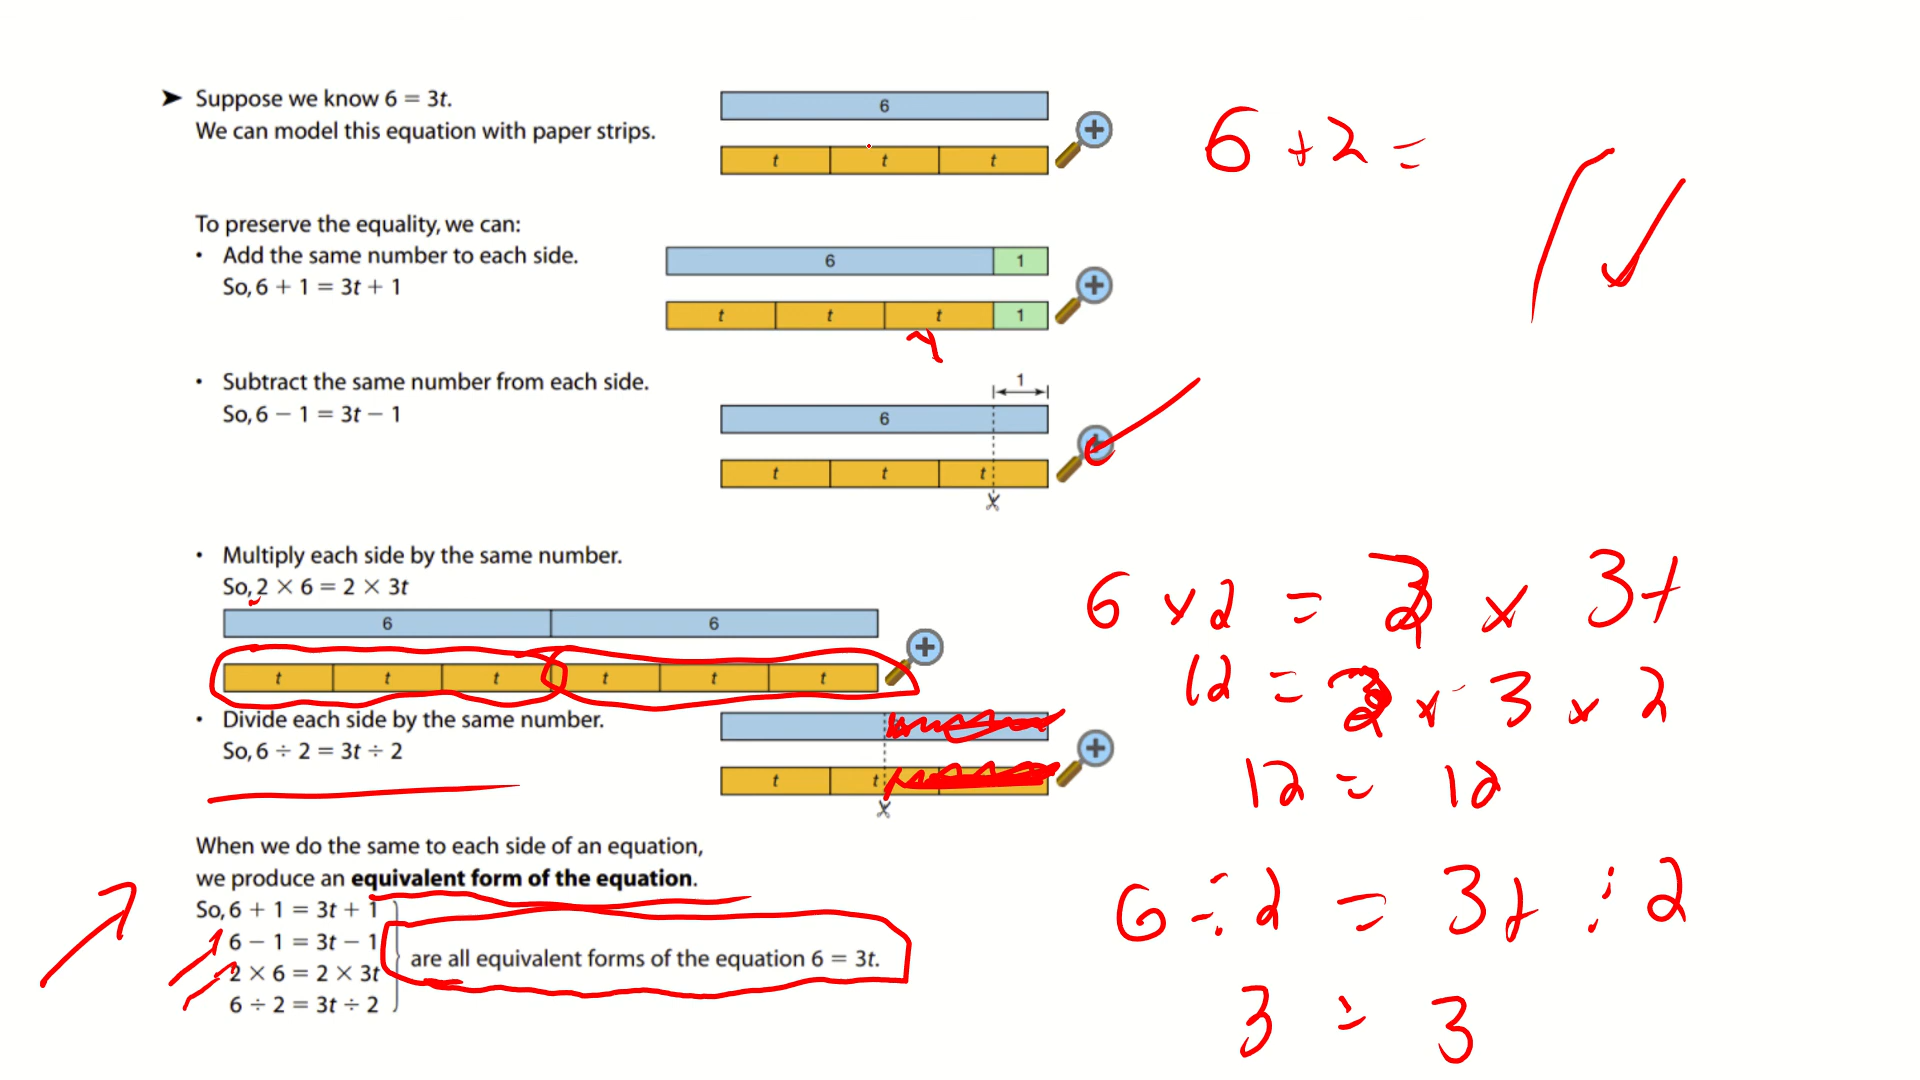 ➤ Suppose we know 6 = 3t.
We can model this equation with paper strips.
6
t t t
6 + 2 =
To preserve the equality, we can:
• Add the same number to each side.
So, 6 + 1 = 3t + 1
6 1
t t t 1
• Subtract the same number from each side.
So, 6 − 1 = 3t − 1
1
6
t t t
• Multiply each side by the same number.
So, 2 × 6 = 2 × 3t
6 6
t t t t t t
6 × 2 = 2 × 3t
12 = 2 × 3 × 2
12 = 12
• Divide each side by the same number.
So, 6 ÷ 2 = 3t ÷ 2
t t
6 ÷ 2 = 3t ÷ 2
3 = 3
When we do the same to each side of an equation,
we produce an equivalent form of the equation.
So, 6 + 1 = 3t + 1
6 − 1 = 3t − 1
2 × 6 = 2 × 3t
6 ÷ 2 = 3t ÷ 2
are all equivalent forms of the equation 6 = 3t.